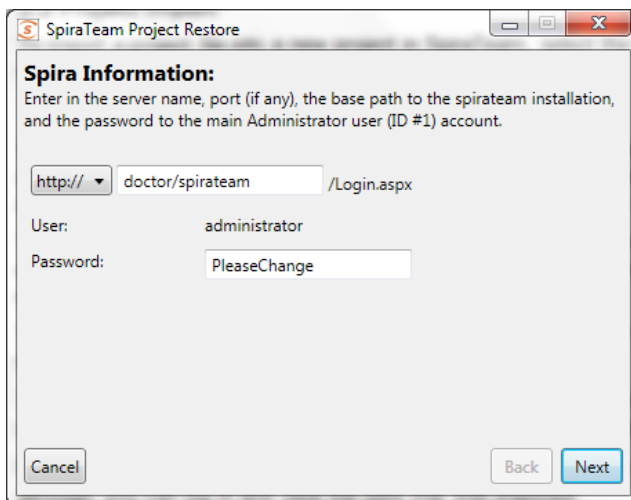 SpiraTeam Project Restore
Spira Information:
Enter in the server name, port (if any), the base path to the spirateam installation,
and the password to the main Administrator user (ID #1) account.
http:// doctor/spirateam /Login.aspx
User: administrator
Password: PleaseChange
Cancel Back Next